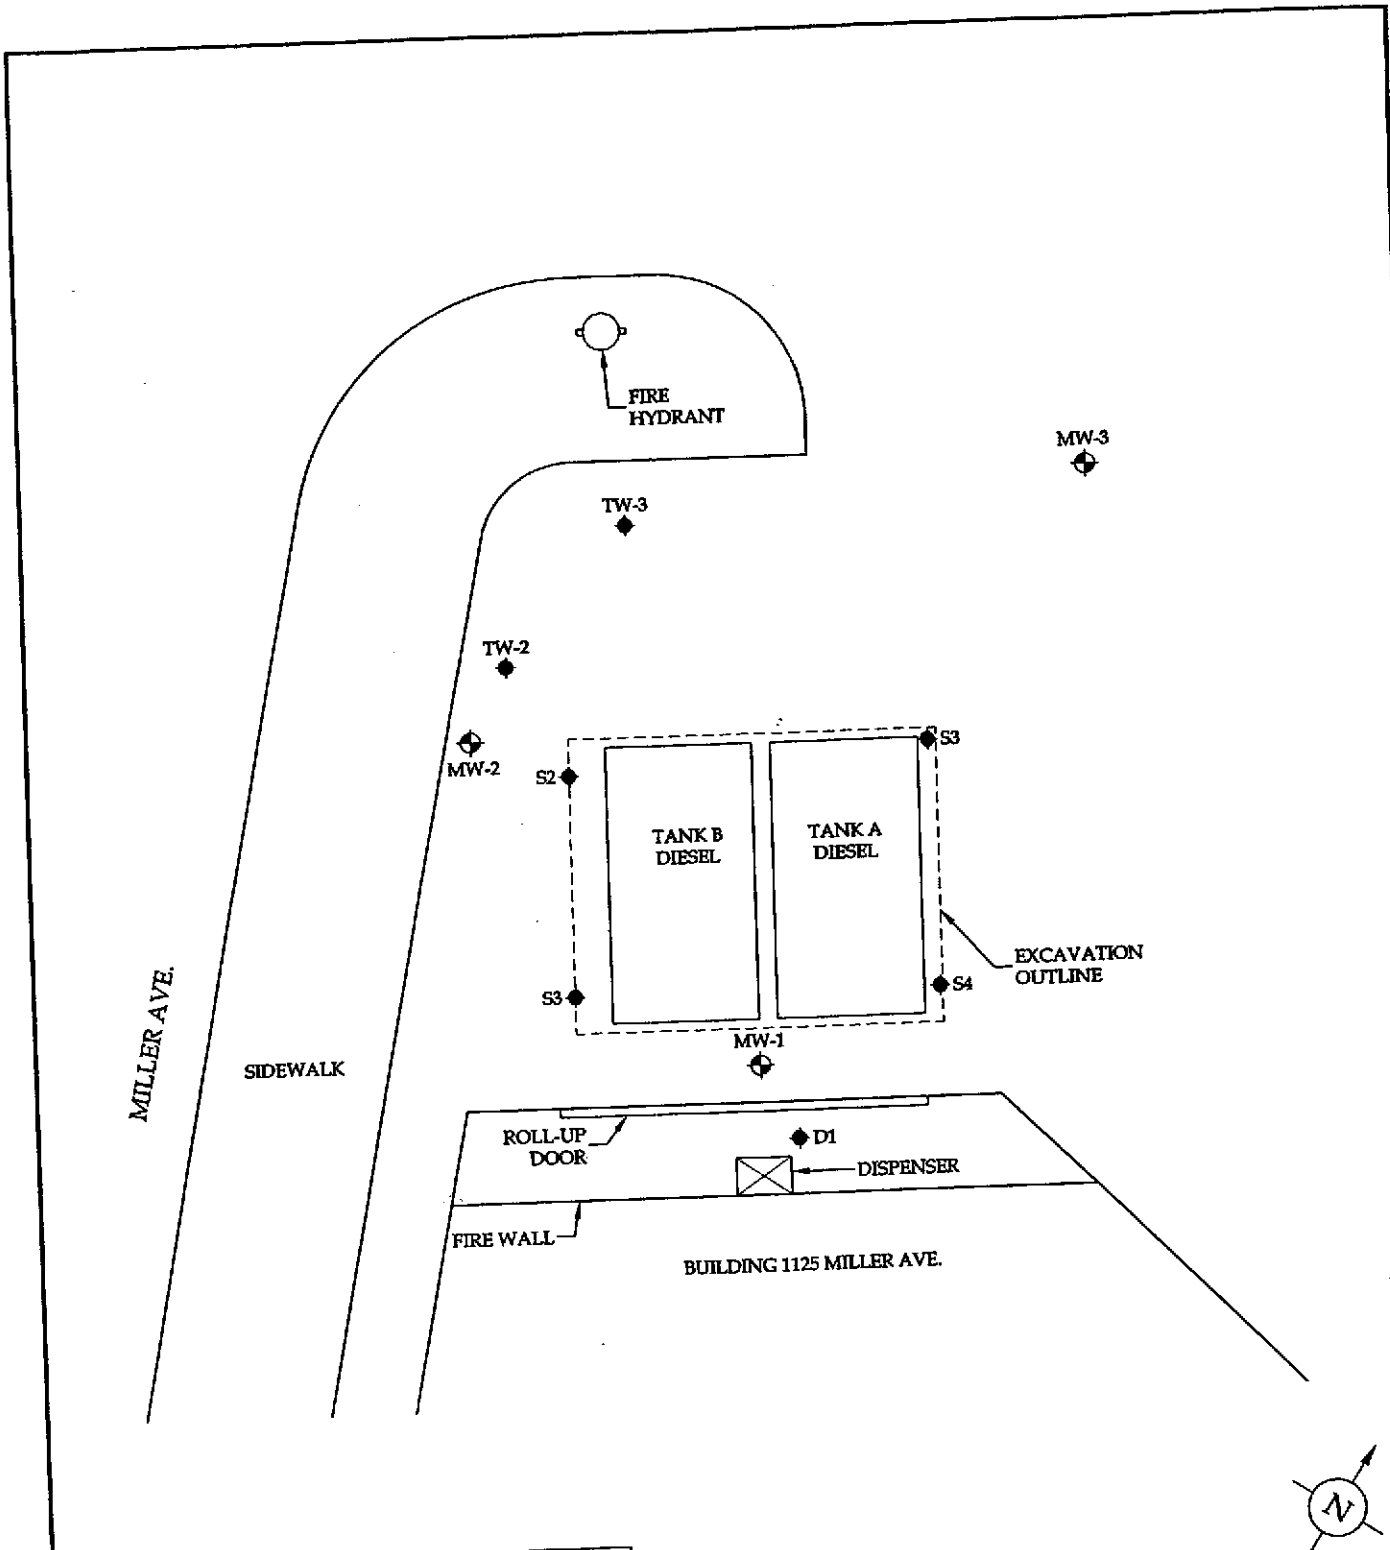 FIRE
HYDRANT
MW-3
TW-3
TW-2
MW-2
S2
S3
TANK B
DIESEL
TANK A
DIESEL
EXCAVATION
OUTLINE
S3
S4
MW-1
MILLER AVE.
SIDEWALK
ROLL-UP
DOOR
D1
DISPENSER
FIRE WALL
BUILDING 1125 MILLER AVE.
N